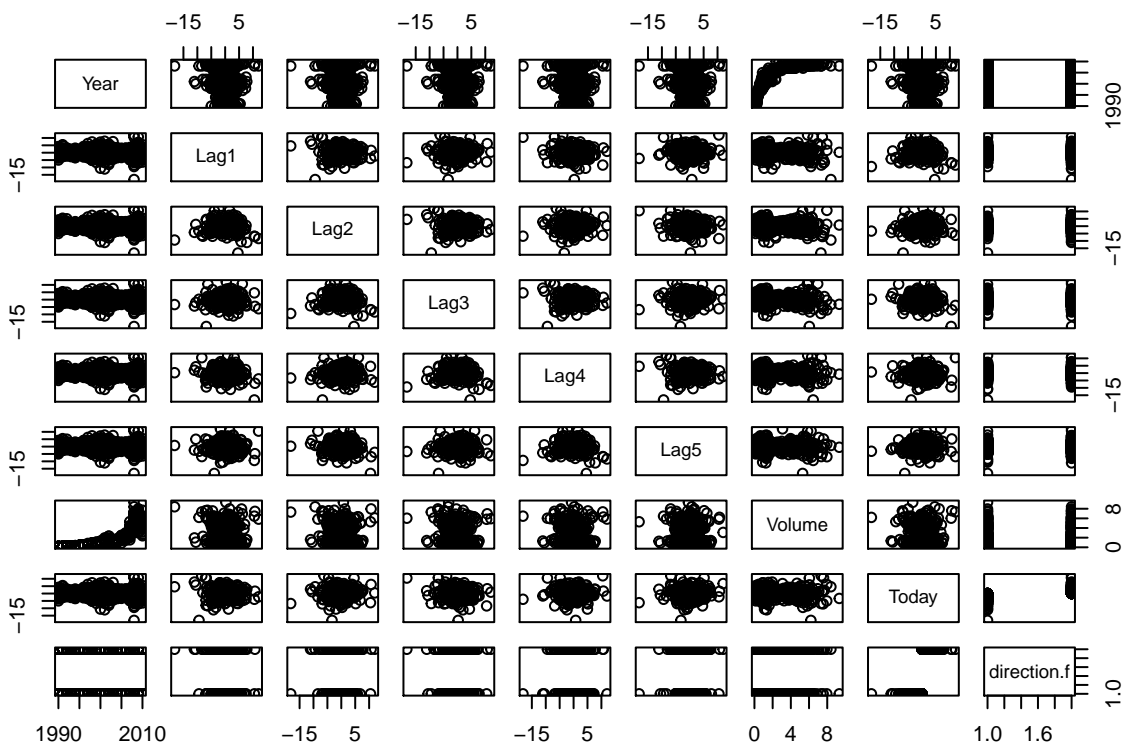 −15 5 −15 5 −15 5 −15 5
Year
1990
−15
Lag1
Lag2
−15
−15
Lag3
Lag4
−15
−15
Lag5
Volume
0 8
−15
Today
direction.f
1.0
1990 2010 −15 5 −15 5 0 4 8 1.0 1.6